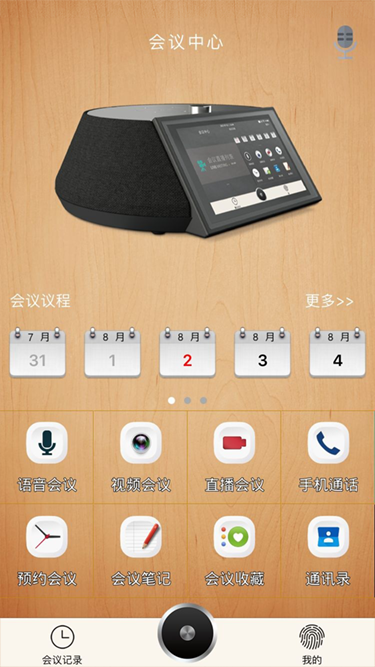 会议中心
会议议程
更多>>
7 月
8 月
8 月
8 月
8 月
31
1
2
3
4
语音会议
视频会议
直播会议
手机通话
预约会议
会议笔记
会议收藏
通讯录
会议记录
我的